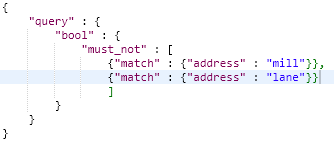 {
    "query" : {
        "bool" : {
            "must_not" : [
                {"match" : {"address" : "mill"}},
                {"match" : {"address" : "lane"}}
                ]
        }
    }
}